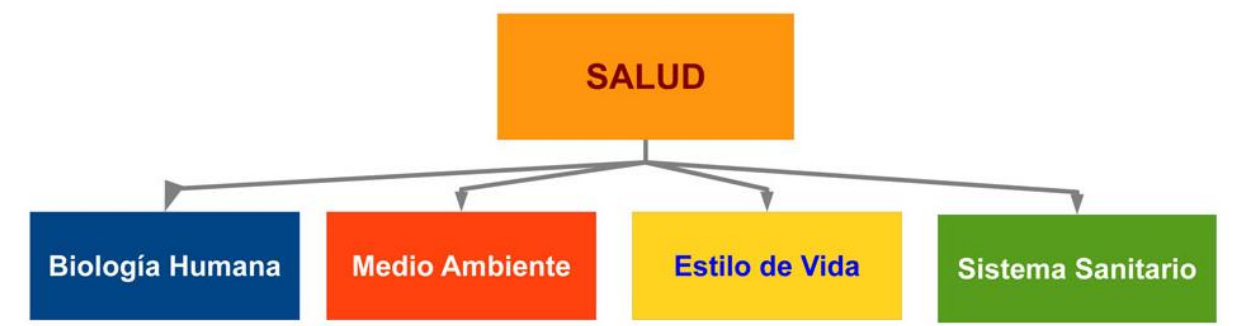 SALUD
Biología Humana
Medio Ambiente
Estilo de Vida
Sistema Sanitario